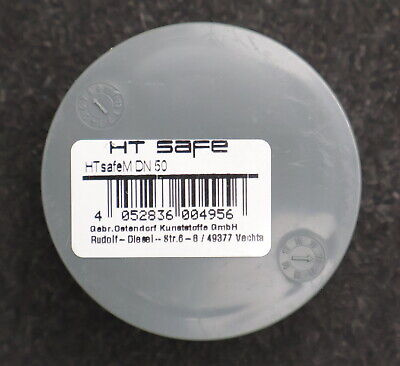 HT safe
HTsafeM DN 50
4 052836 004956
Gebr.Ostendorf Kunststoffe GmbH
Rudolf-Diesel-Str.6-8 / 49377 Vechta